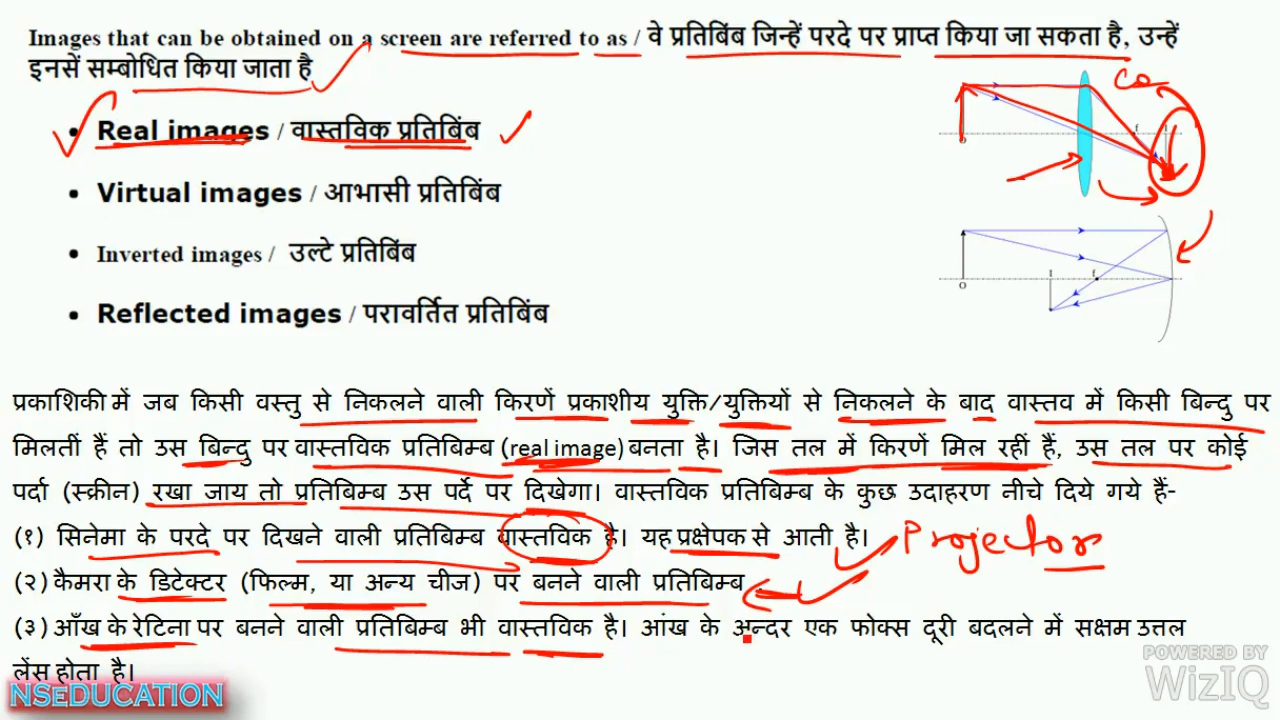 Images that can be obtained on a screen are referred to as / वे प्रतिबिंब जिन्हें परदे पर प्राप्त किया जा सकता है, उन्हें
इनसें सम्बोधित किया जाता है
• Real images / वास्तविक प्रतिबिंब
• Virtual images / आभासी प्रतिबिंब
• Inverted images / उल्टे प्रतिबिंब
• Reflected images / परावर्तित प्रतिबिंब
f
O
I
f
प्रकाशिकी में जब किसी वस्तु से निकलने वाली किरणें प्रकाशीय युक्ति/युक्तियों से निकलने के बाद वास्तव में किसी बिन्दु पर
मिलतीं हैं तो उस बिन्दु पर वास्तविक प्रतिबिम्ब (real image) बनता है। जिस तल में किरणें मिल रहीं हैं, उस तल पर कोई
पर्दा (स्क्रीन) रखा जाय तो प्रतिबिम्ब उस पर्दे पर दिखेगा। वास्तविक प्रतिबिम्ब के कुछ उदाहरण नीचे दिये गये हैं-
(१) सिनेमा के परदे पर दिखने वाली प्रतिबिम्ब वास्तविक है। यह प्रक्षेपक से आती है।
Projector
(२) कैमरा के डिटेक्टर (फिल्म, या अन्य चीज) पर बनने वाली प्रतिबिम्ब
(३) आँख के रेटिना पर बनने वाली प्रतिबिम्ब भी वास्तविक है। आंख के अन्दर एक फोक्स दूरी बदलने में सक्षम उत्तल
लेंस होता है।
NSEDUCATION
POWERED BY
WizIQ